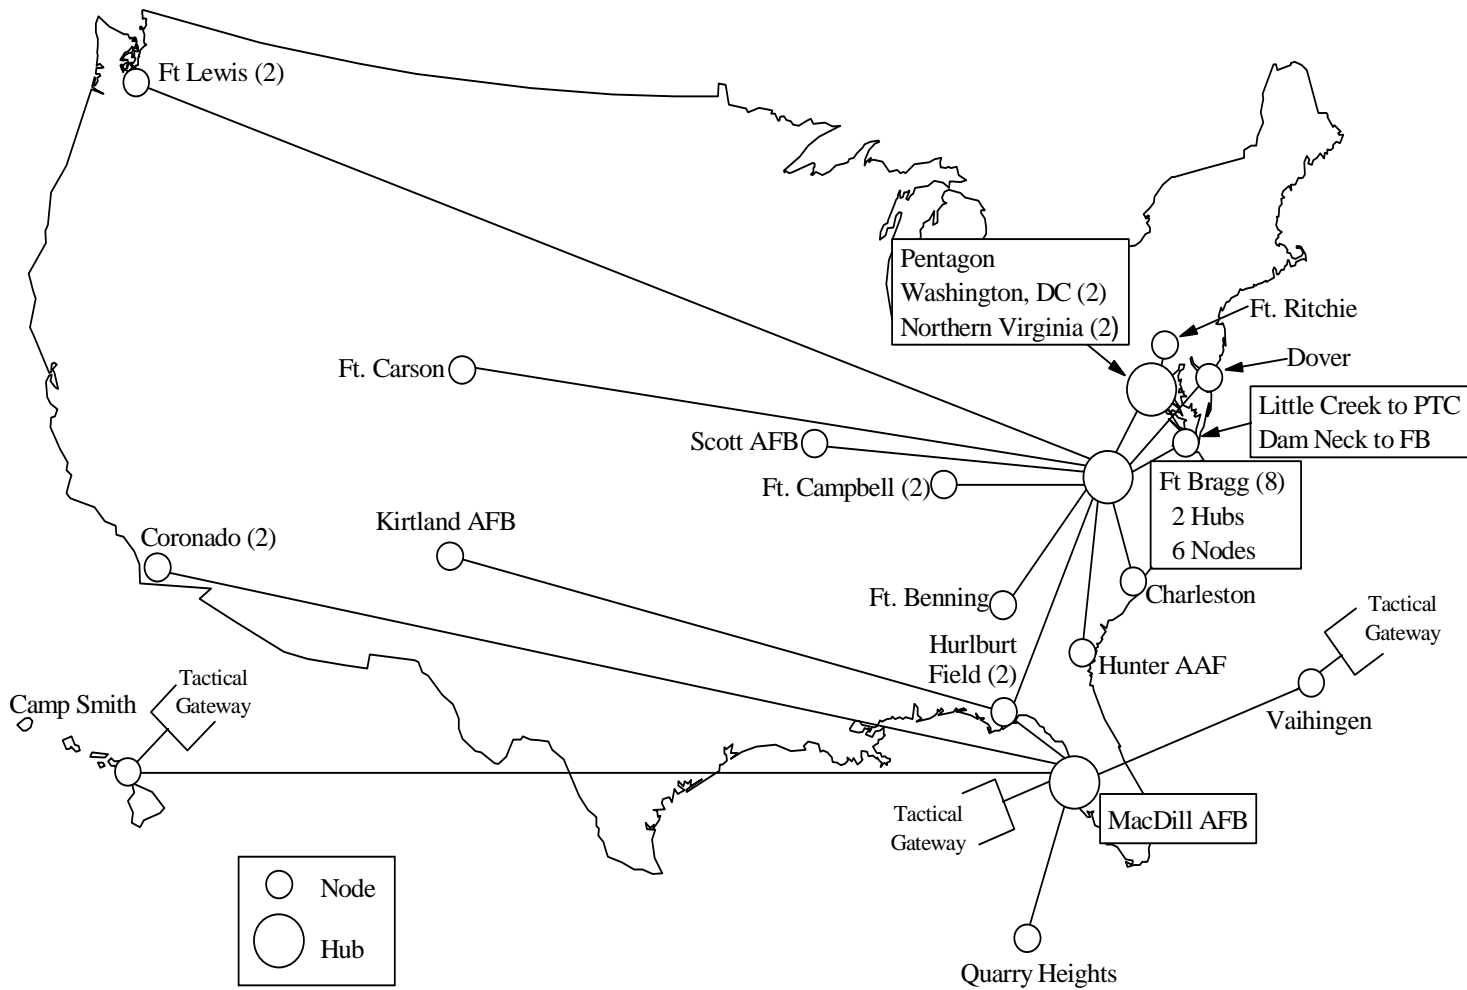 Ft Lewis (2)
Pentagon
Washington, DC (2)
Northern Virginia (2)
Ft. Ritchie
Dover
Ft. Carson
Little Creek to PTC
Dam Neck to FB
Scott AFB
Ft. Campbell (2)
Ft Bragg (8)
2 Hubs
6 Nodes
Kirtland AFB
Coronado (2)
Ft. Benning
Charleston
Tactical
Gateway
Hurlburt
Field (2)
Hunter AAF
Vaihingen
Camp Smith
Tactical
Gateway
Tactical
Gateway
MacDill AFB
Node
Hub
Quarry Heights